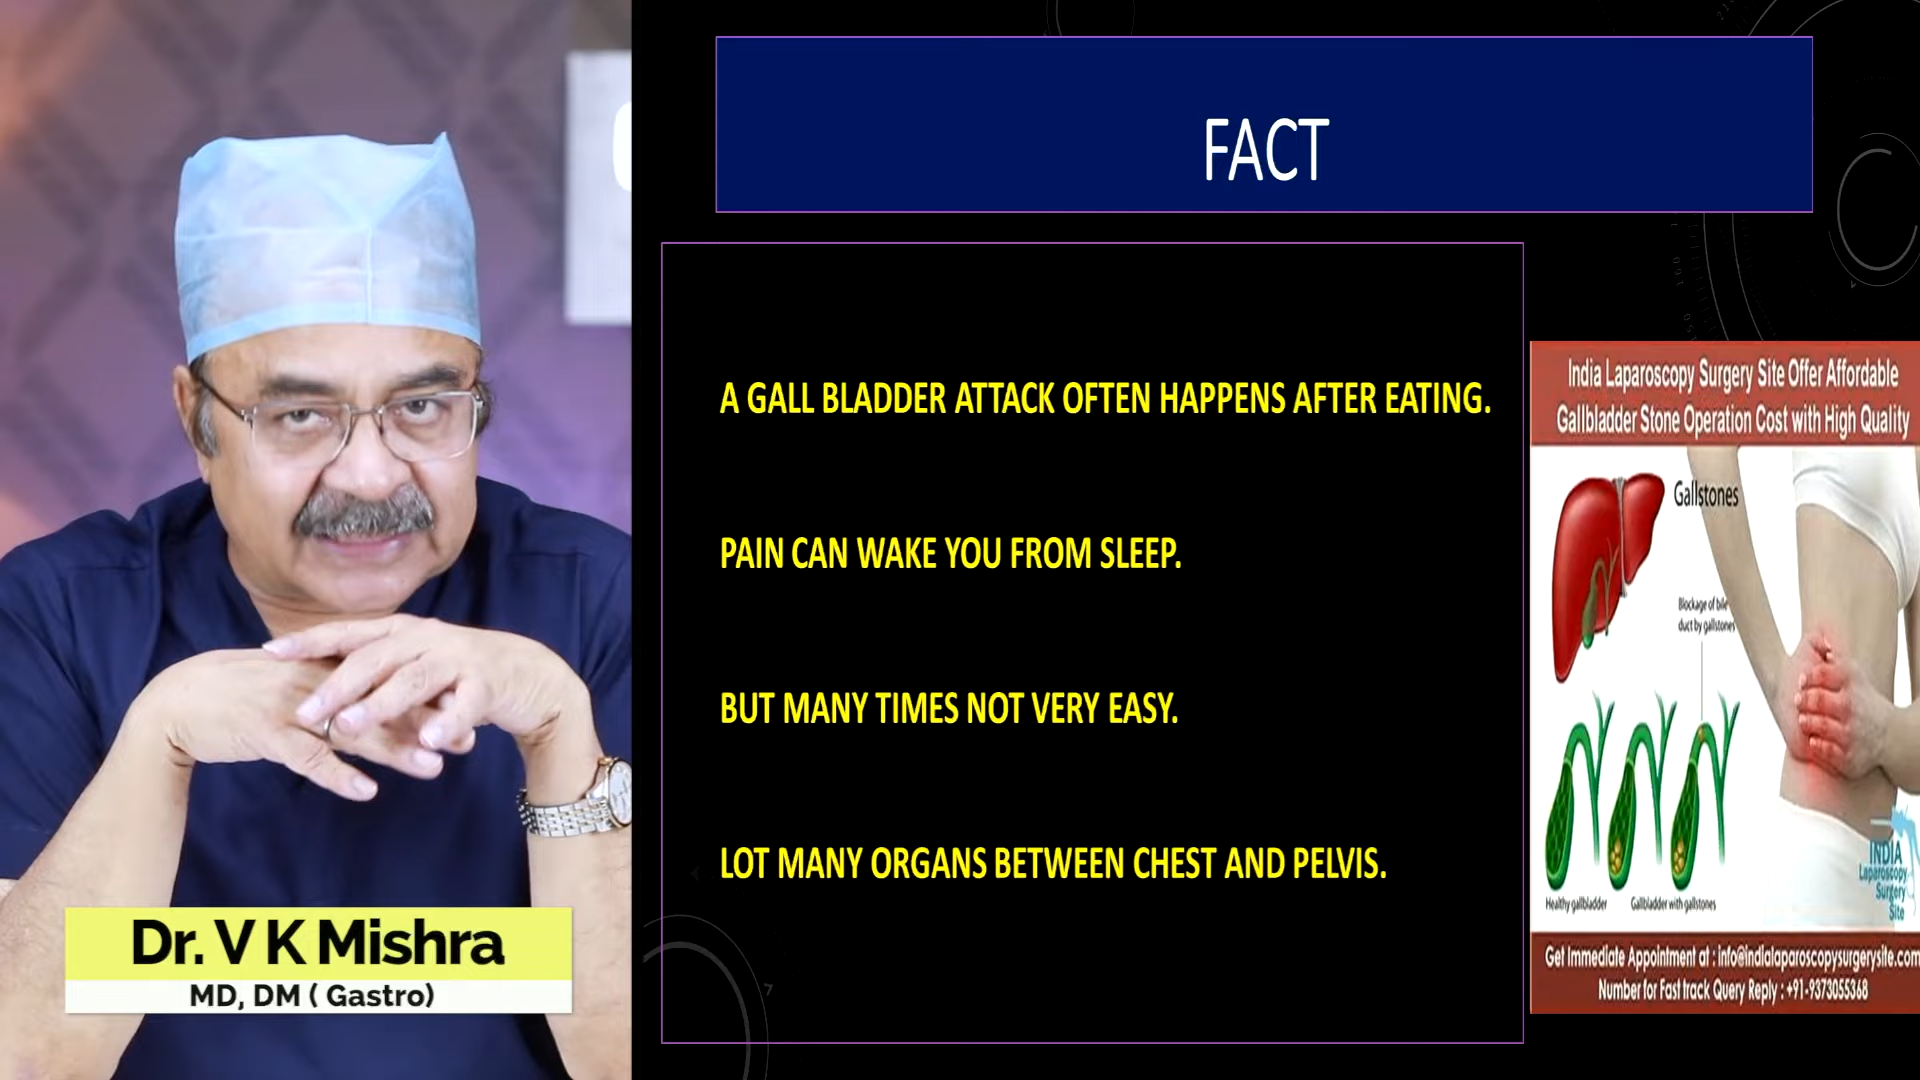 FACT
A GALL BLADDER ATTACK OFTEN HAPPENS AFTER EATING.
PAIN CAN WAKE YOU FROM SLEEP.
BUT MANY TIMES NOT VERY EASY.
LOT MANY ORGANS BETWEEN CHEST AND PELVIS.
India Laparoscopy Surgery Site Offer Affordable
Gallbladder Stone Operation Cost with High Quality
Gallstones
Blockage of bile
duct by gallstones
Healthy gallbladder
Gallbladder with gallstones
INDIA
Laparoscopy
Surgery
Site
Get Immediate Appointment at : info@indialaparoscopysurgerysite.com
Number for Fast track Query Reply : +91-9373055368
Dr. V K Mishra
MD, DM ( Gastro)